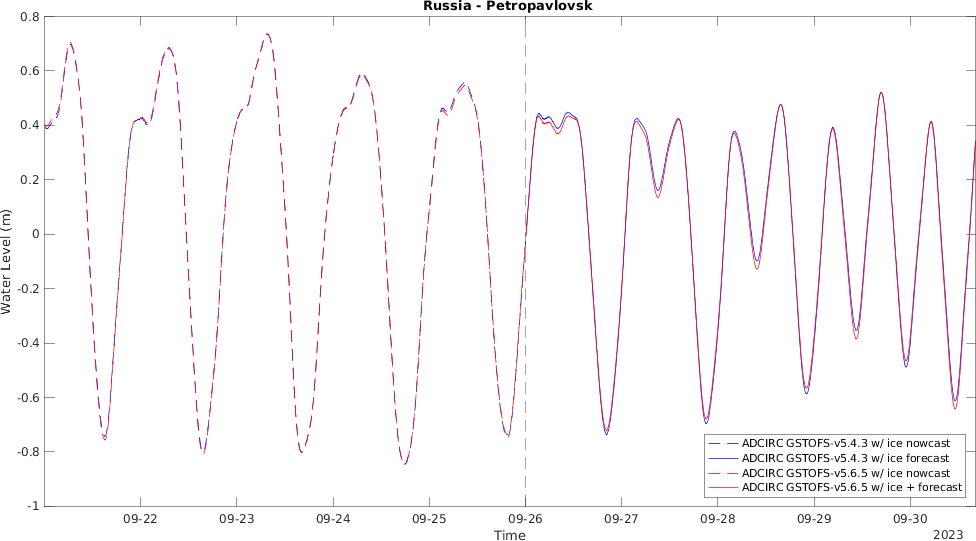 Russia - Petropavlovsk
0.8
0.6
0.4
0.2
0
-0.2
-0.4
-0.6
-0.8
-1
Water Level (m)
ADCIRC GSTOFS-v5.4.3 w/ ice nowcast
ADCIRC GSTOFS-v5.4.3 w/ ice forecast
ADCIRC GSTOFS-v5.6.5 w/ ice nowcast
ADCIRC GSTOFS-v5.6.5 w/ ice + forecast
09-22 09-23 09-24 09-25 09-26 09-27 09-28 09-29 09-30
Time
2023